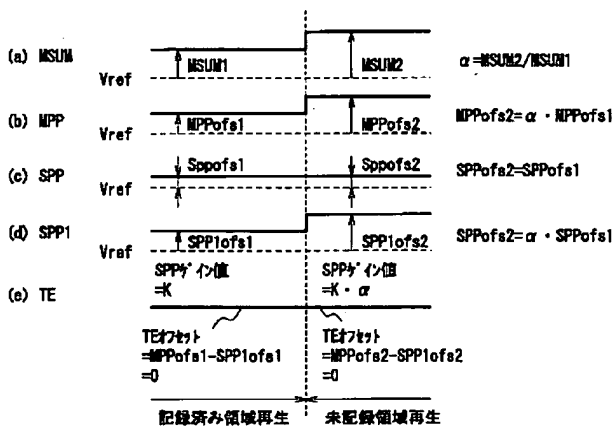 (a) MSUM
Vref
MSUM1
MSUM2
α=MSUM2/MSUM1
(b) MPP
Vref
MPPofs1
MPPofs2
MPPofs2=α・MPPofs1
(c) SPP
Vref
Sppofs1
Sppofs2
SPPofs2=SPPofs1
(d) SPP1
Vref
SPP1ofs1
SPP1ofs2
SPPofs2=α・SPPofs1
(e) TE
SPPゲイン値
=K
SPPゲイン値
=K・α
TEオフセット
=MPPofs1-SPP1ofs1
=0
TEオフセット
=MPPofs2-SPP1ofs2
=0
記録済み領域再生
未記録領域再生